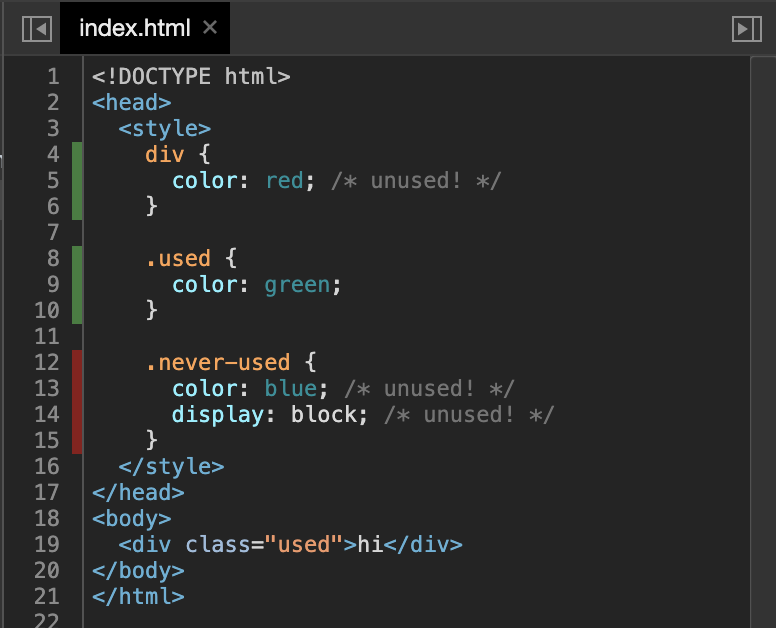 index.html ×
1 <!DOCTYPE html>
2 <head>
3   <style>
4     div {
5       color: red; /* unused! */
6     }
7
8     .used {
9       color: green;
10     }
11
12     .never-used {
13       color: blue; /* unused! */
14       display: block; /* unused! */
15     }
16   </style>
17 </head>
18 <body>
19   <div class="used">hi</div>
20 </body>
21 </html>
22